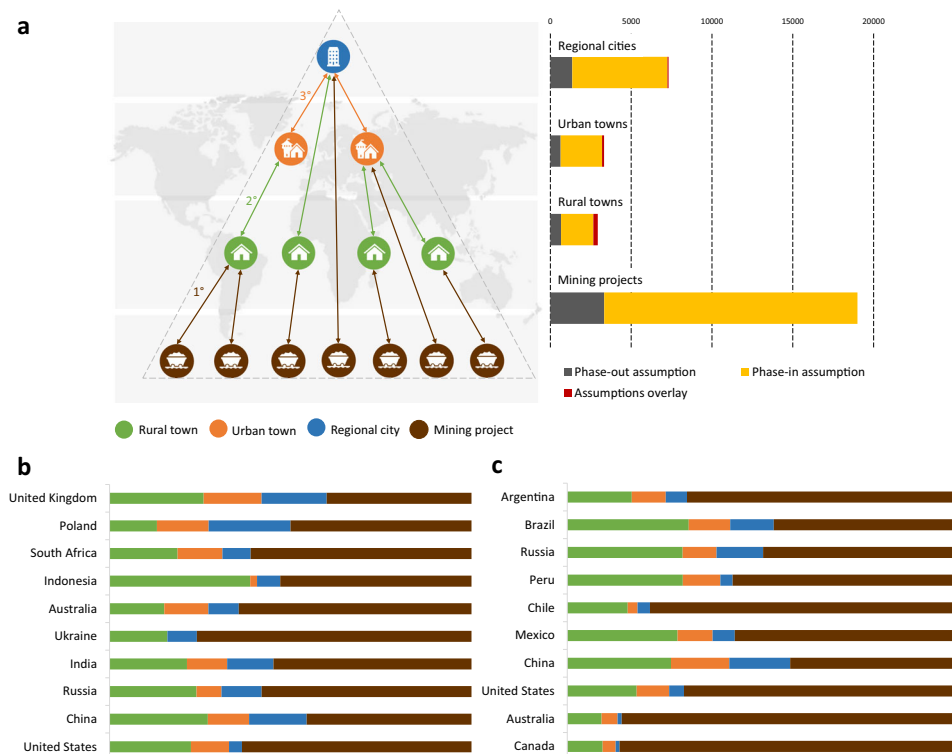 a
3°
2°
1°
Rural town
Urban town
Regional city
Mining project
0
5000
10000
15000
20000
Regional cities
Urban towns
Rural towns
Mining projects
Phase-out assumption
Phase-in assumption
Assumptions overlay
b
United Kingdom
Poland
South Africa
Indonesia
Australia
Ukraine
India
Russia
China
United States
c
Argentina
Brazil
Russia
Peru
Chile
Mexico
China
United States
Australia
Canada